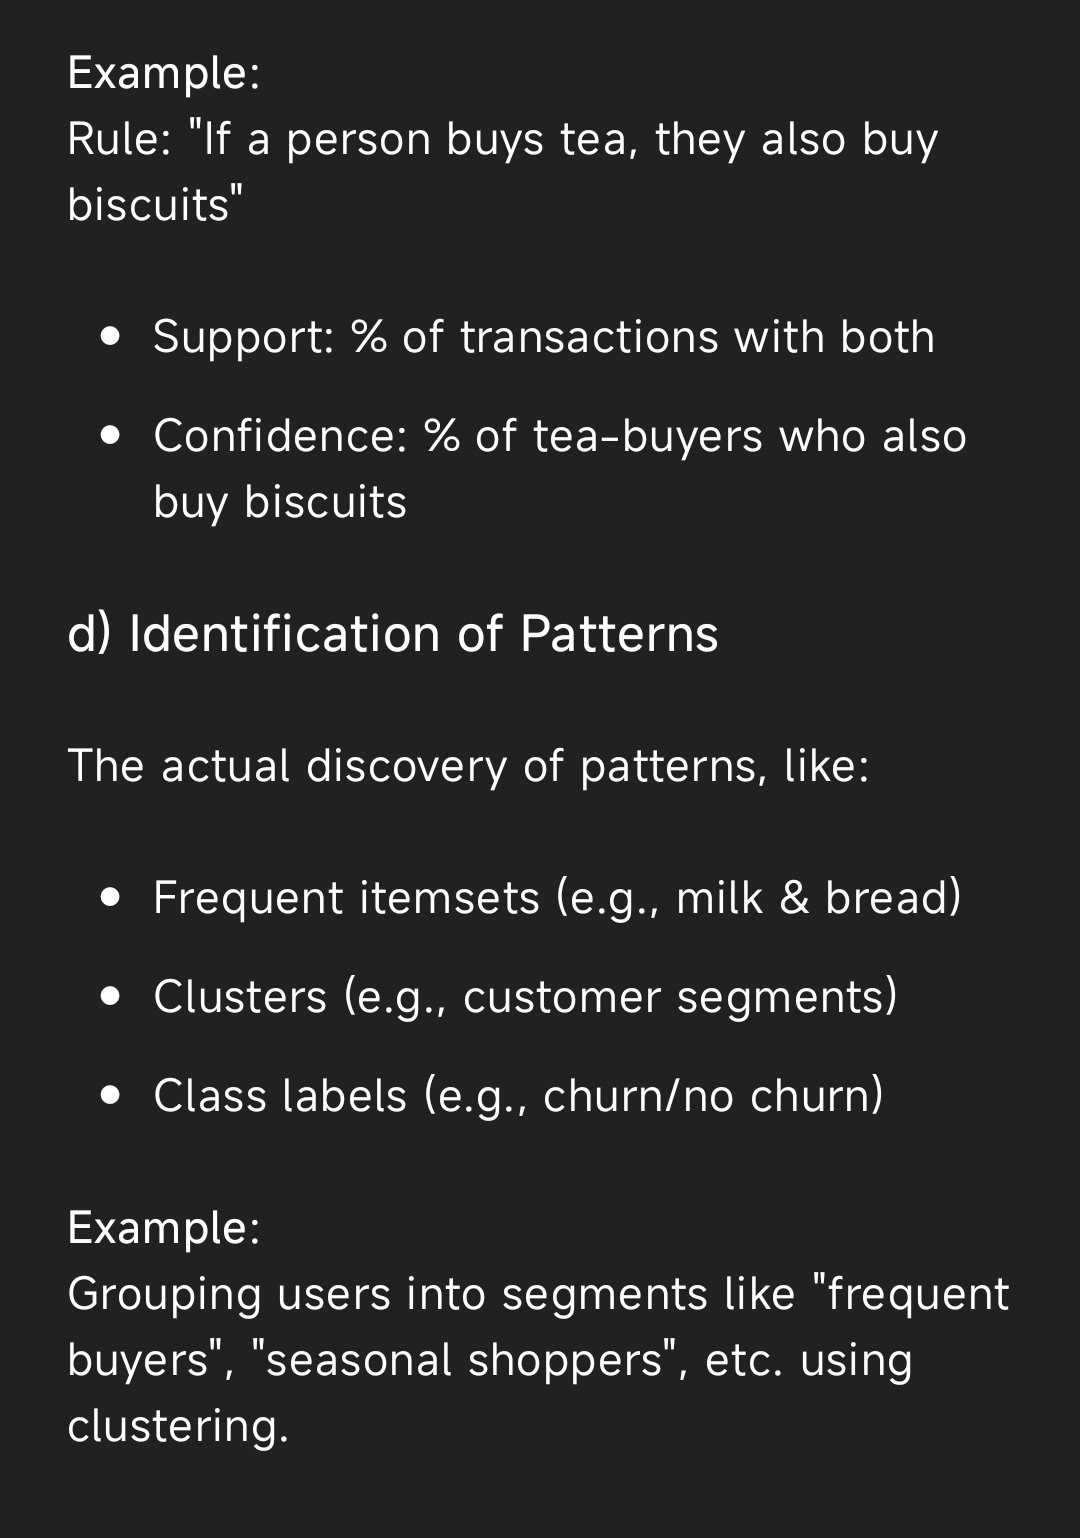 Example:
Rule: "If a person buys tea, they also buy
biscuits"
• Support: % of transactions with both
• Confidence: % of tea-buyers who also
buy biscuits
d) Identification of Patterns
The actual discovery of patterns, like:
• Frequent itemsets (e.g., milk & bread)
• Clusters (e.g., customer segments)
• Class labels (e.g., churn/no churn)
Example:
Grouping users into segments like "frequent
buyers", "seasonal shoppers", etc. using
clustering.